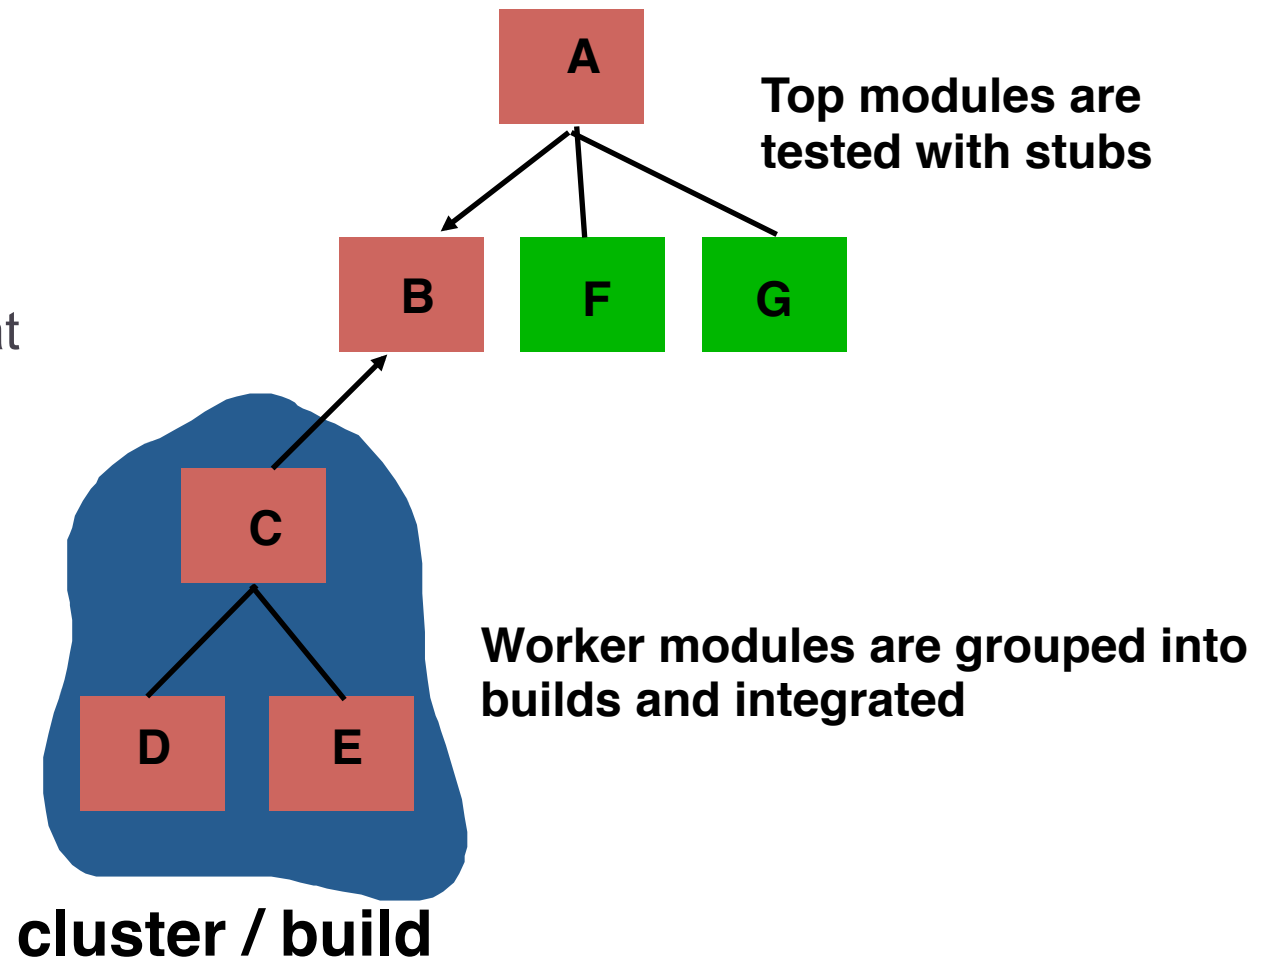 A
Top modules are
tested with stubs
B
F
G
C
Worker modules are grouped into
builds and integrated
D
E
cluster / build